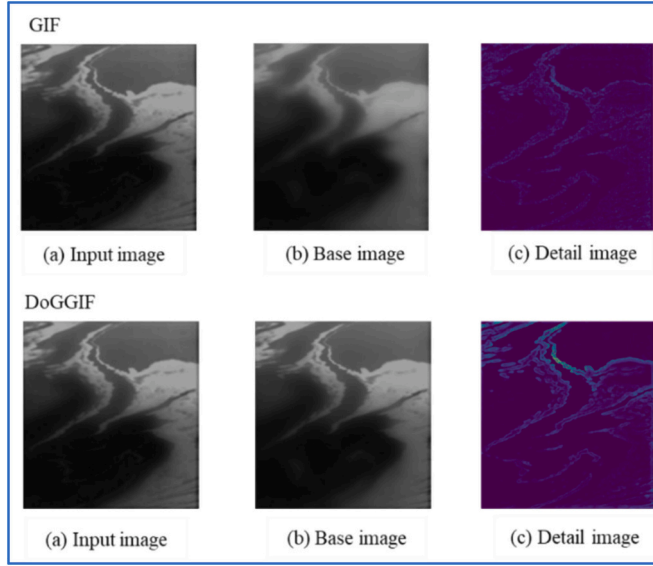 GIF
(a) Input image
(b) Base image
(c) Detail image
DoGGIF
(a) Input image
(b) Base image
(c) Detail image